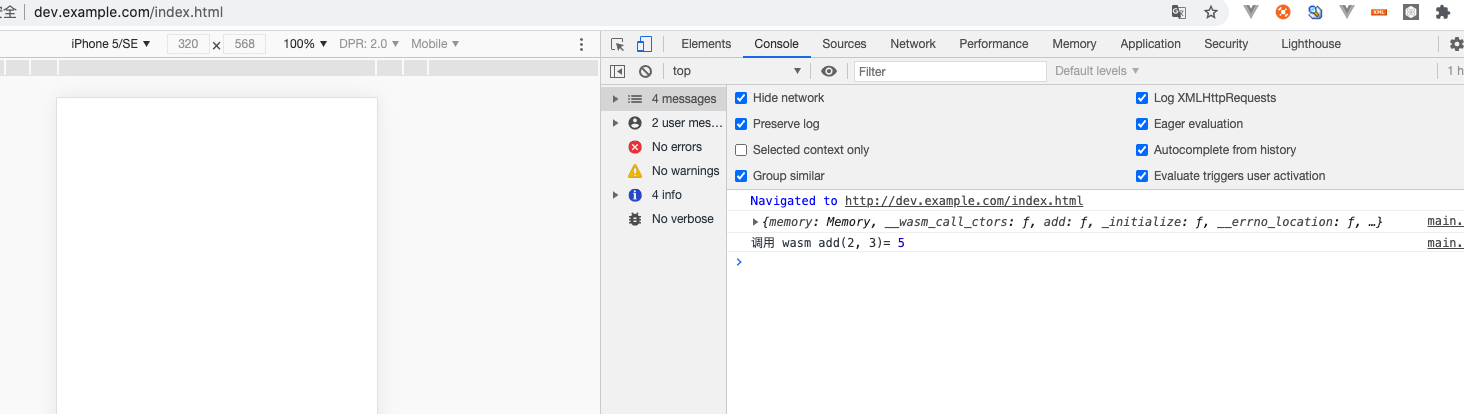 安全 dev.example.com/index.html
iPhone 5/SE ▼ 320 × 568 100% ▼ DPR: 2.0 ▼ Mobile ▼
Elements Console Sources Network Performance Memory Application Security Lighthouse
top ▼ Filter Default levels ▼ 1 h
4 messages
2 user mes…
No errors
No warnings
4 info
No verbose
Hide network Log XMLHttpRequests
Preserve log Eager evaluation
Selected context only Autocomplete from history
Group similar Evaluate triggers user activation
Navigated to http://dev.example.com/index.html
{memory: Memory, __wasm_call_ctors: ƒ, add: ƒ, _initialize: ƒ, __errno_location: ƒ, …} main.
调用 wasm add(2, 3)= 5 main.
>